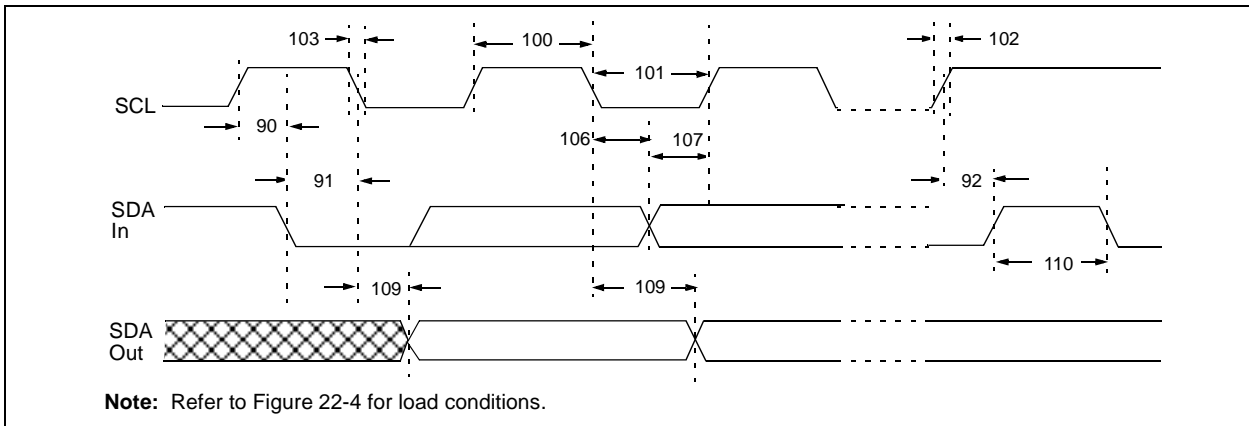 103
100
102
101
SCL
90
106
107
91
92
SDA
In
109
109
110
SDA
Out
Note: Refer to Figure 22-4 for load conditions.